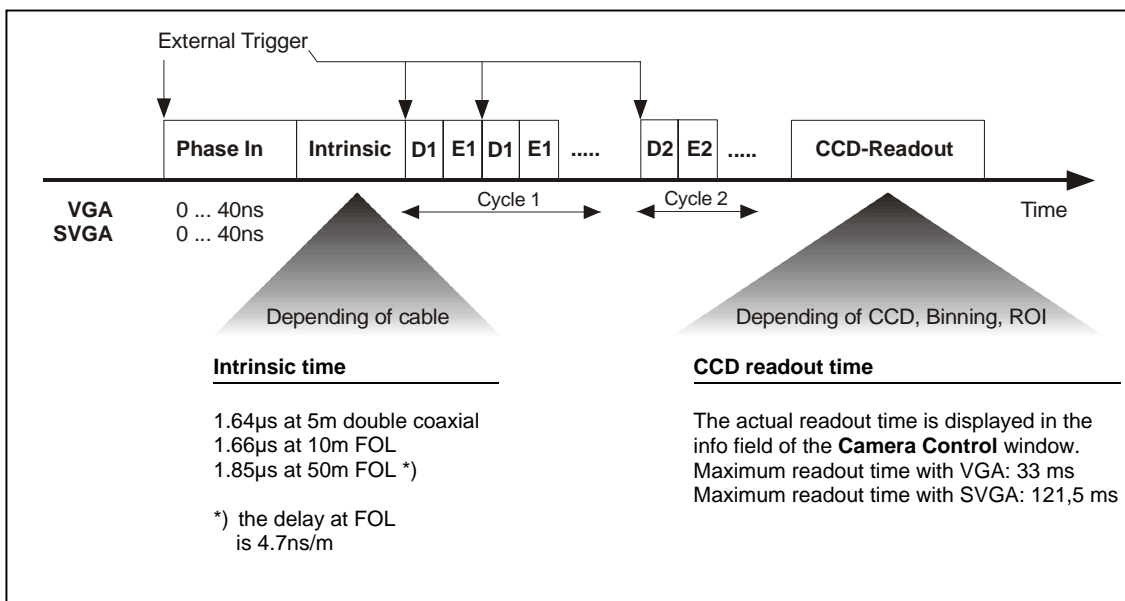 External Trigger
Phase In Intrinsic D1 E1 D1 E1 ..... D2 E2 ..... CCD-Readout
Cycle 1 Cycle 2 Time
VGA 0 ... 40ns
SVGA 0 ... 40ns
Depending of cable
Intrinsic time
1.64µs at 5m double coaxial
1.66µs at 10m FOL
1.85µs at 50m FOL *)
*) the delay at FOL
is 4.7ns/m
Depending of CCD, Binning, ROI
CCD readout time
The actual readout time is displayed in the
info field of the Camera Control window.
Maximum readout time with VGA: 33 ms
Maximum readout time with SVGA: 121,5 ms